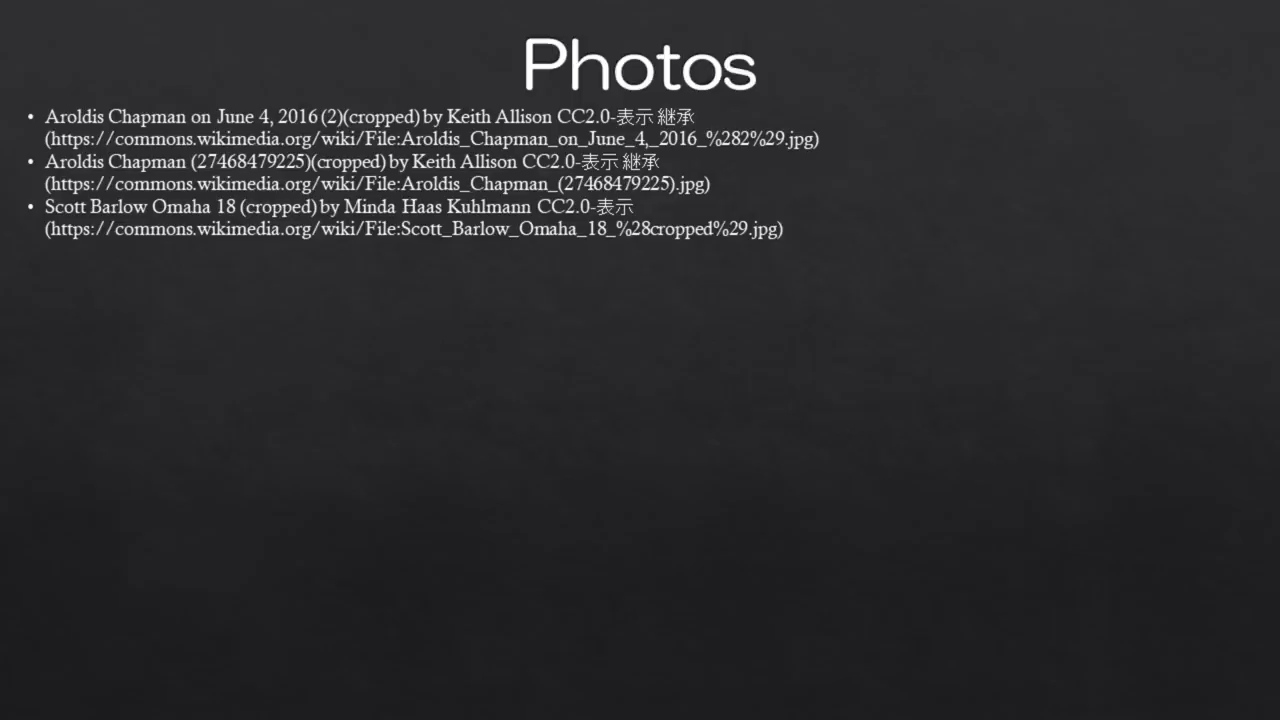 Photos
• Aroldis Chapman on June 4, 2016 (2)(cropped) by Keith Allison CC2.0-表示 継承
(https://commons.wikimedia.org/wiki/File:Aroldis_Chapman_on_June_4,_2016_%282%29.jpg)
• Aroldis Chapman (27468479225)(cropped) by Keith Allison CC2.0-表示 継承
(https://commons.wikimedia.org/wiki/File:Aroldis_Chapman_(27468479225).jpg)
• Scott Barlow Omaha 18 (cropped) by Minda Haas Kuhlmann CC2.0-表示
(https://commons.wikimedia.org/wiki/File:Scott_Barlow_Omaha_18_%28cropped%29.jpg)